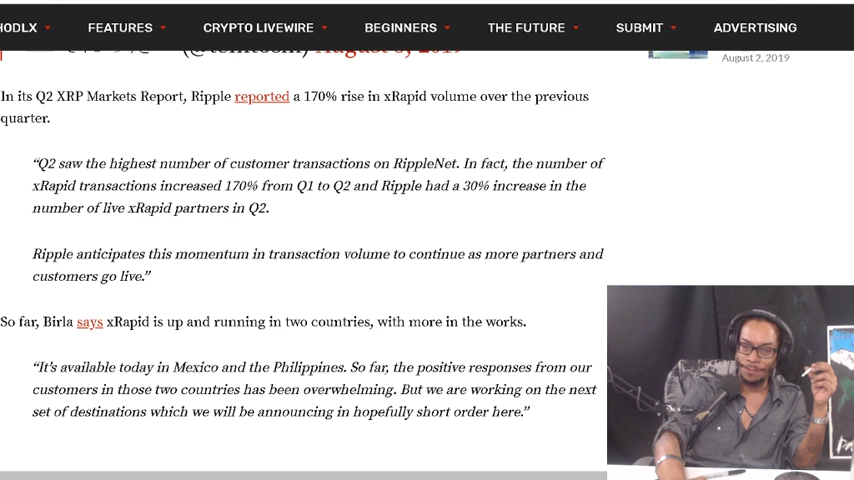 HODLX FEATURES CRYPTO LIVEWIRE BEGINNERS THE FUTURE SUBMIT ADVERTISING
August 2, 2019
In its Q2 XRP Markets Report, Ripple reported a 170% rise in xRapid volume over the previous
quarter.
“Q2 saw the highest number of customer transactions on RippleNet. In fact, the number of
xRapid transactions increased 170% from Q1 to Q2 and Ripple had a 30% increase in the
number of live xRapid partners in Q2.
Ripple anticipates this momentum in transaction volume to continue as more partners and
customers go live.”
So far, Birla says xRapid is up and running in two countries, with more in the works.
“It’s available today in Mexico and the Philippines. So far, the positive responses from our
customers in those two countries has been overwhelming. But we are working on the next
set of destinations which we will be announcing in hopefully short order here.”